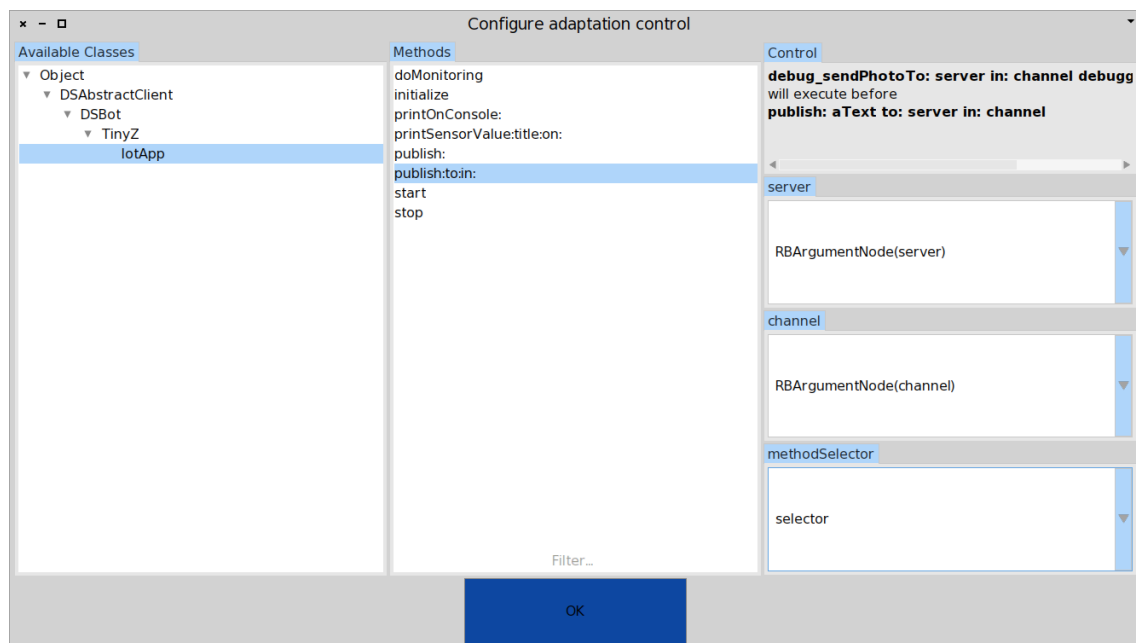 Configure adaptation control
Available Classes
Object
DSAbstractClient
DSBot
TinyZ
IotApp
Methods
doMonitoring
initialize
printOnConsole:
printSensorValue:title:on:
publish:
publish:to:in:
start
stop
Filter...
Control
debug_sendPhotoTo: server in: channel debugg
will execute before
publish: aText to: server in: channel
server
RBArgumentNode(server)
channel
RBArgumentNode(channel)
methodSelector
selector
OK